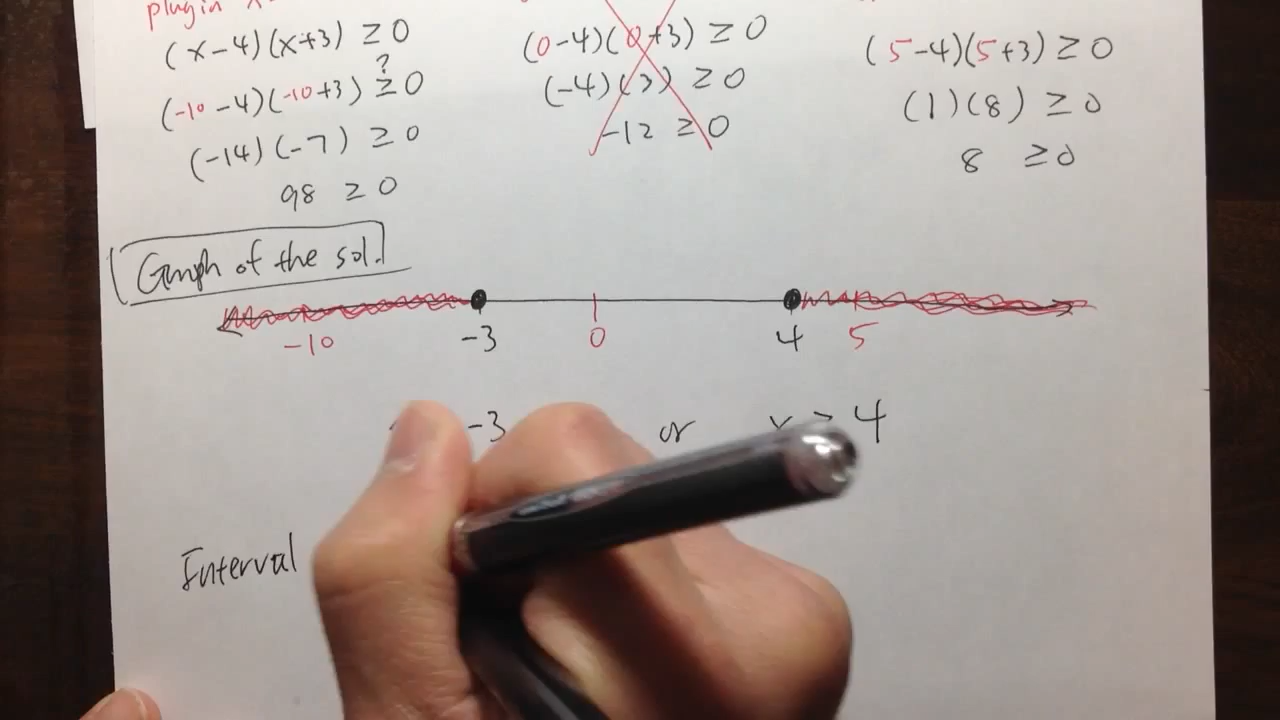 plugin
(x-4)(x+3) ≥0
(-10-4)(-10+3) ≥0
?
(-14)(-7) ≥0
98 ≥0
(0-4)(0+3) ≥0
(-4)(3) ≥0
-12 ≥0
(5-4)(5+3) ≥0
(1)(8) ≥0
8 ≥0
Graph of the sol.
-10 -3 0 4 5
-3 or 4
Interval